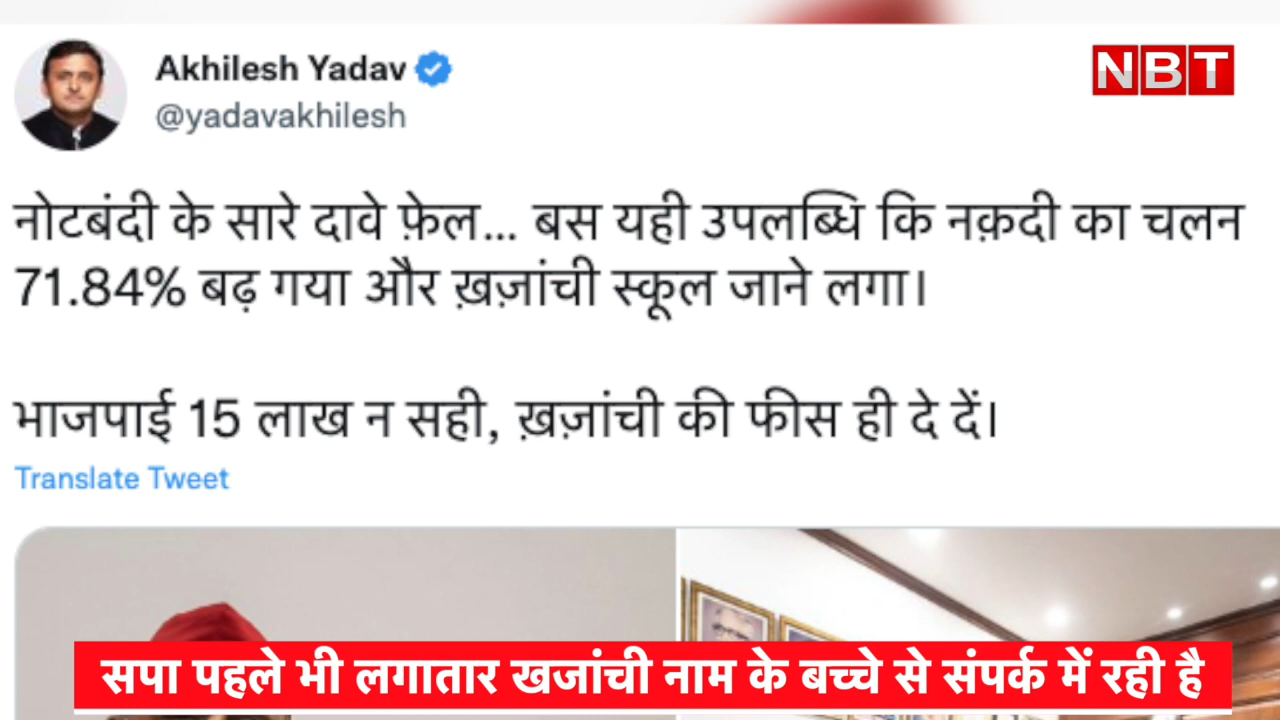 Akhilesh Yadav
NBT
@yadavakhilesh
नोटबंदी के सारे दावे फ़ेल... बस यही उपलब्धि कि नक़दी का चलन
71.84% बढ़ गया और ख़ज़ांची स्कूल जाने लगा।
भाजपाई 15 लाख न सही, ख़ज़ांची की फीस ही दे दें।
Translate Tweet
सपा पहले भी लगातार खजांची नाम के बच्चे से संपर्क में रही है